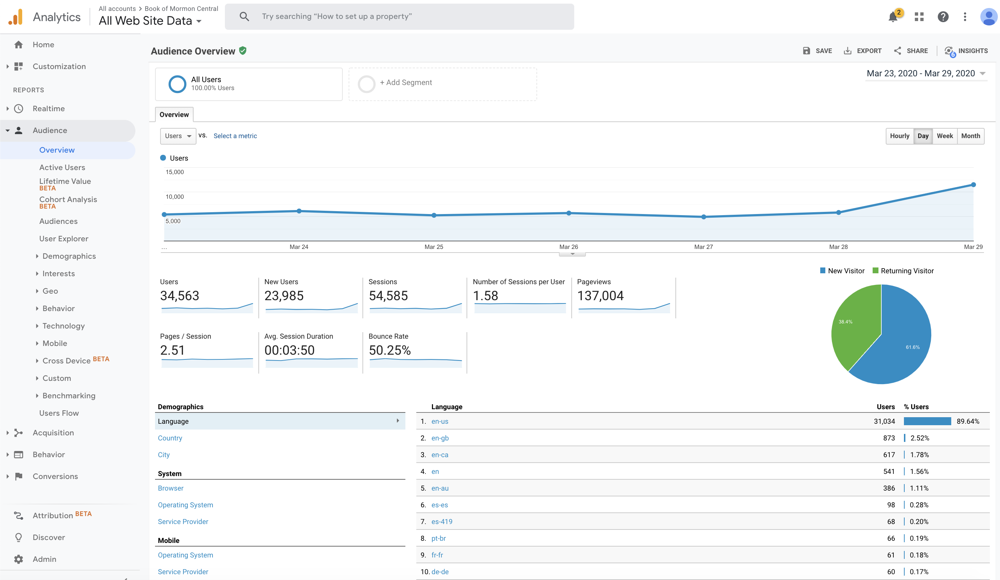 Analytics
All accounts > Book of Mormon Central
All Web Site Data
Try searching “How to set up a property”
2
Home
Customization
REPORTS
Realtime
Audience
Overview
Active Users
Lifetime Value
BETA
Cohort Analysis
BETA
Audiences
User Explorer
Demographics
Interests
Geo
Behavior
Technology
Mobile
Cross Device BETA
Custom
Benchmarking
Users Flow
Acquisition
Behavior
Conversions
Attribution BETA
Discover
Admin
Audience Overview
SAVE EXPORT SHARE 6 INSIGHTS
All Users
100.00% Users
+ Add Segment
Mar 23, 2020 - Mar 29, 2020
Overview
Users vs. Select a metric
Hourly Day Week Month
Users
15,000
10,000
5,000
... Mar 24 Mar 25 Mar 26 Mar 27 Mar 28 Mar 29
Users New Users Sessions Number of Sessions per User Pageviews
34,563 23,985 54,585 1.58 137,004
Pages / Session Avg. Session Duration Bounce Rate
2.51 00:03:50 50.25%
New Visitor Returning Visitor
38.4%
61.6%
Demographics
Language
Country
City
System
Browser
Operating System
Service Provider
Mobile
Operating System
Service Provider
Language Users % Users
1. en-us 31,034 89.64%
2. en-gb 873 2.52%
3. en-ca 617 1.78%
4. en 541 1.56%
5. en-au 386 1.11%
6. es-es 98 0.28%
7. es-419 68 0.20%
8. pt-br 66 0.19%
9. fr-fr 61 0.18%
10. de-de 60 0.17%